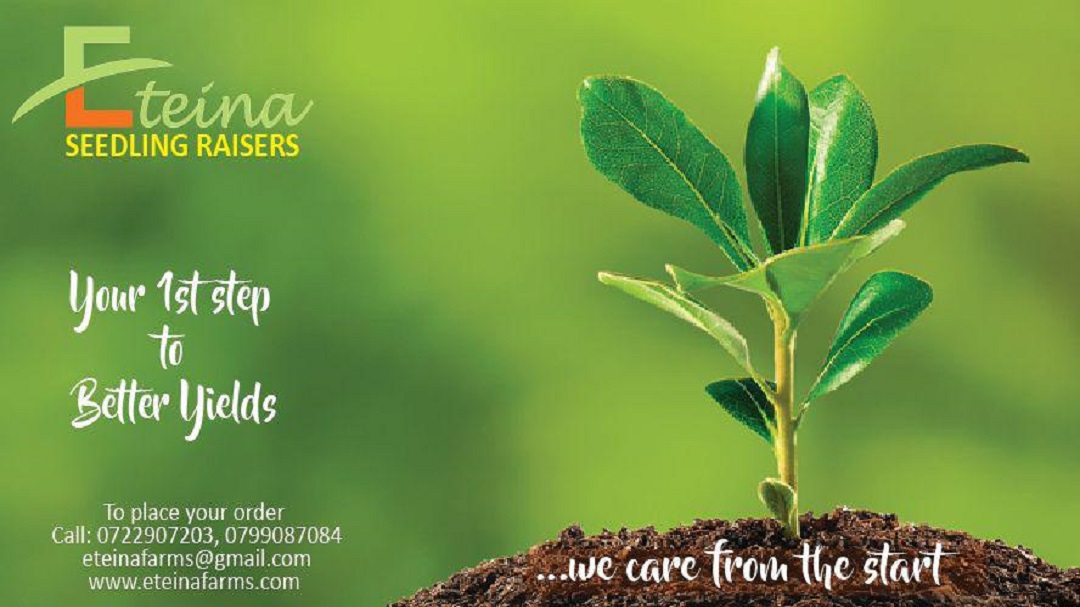 Eteina
SEEDLING RAISERS
Your 1st step
to
Better Yields
To place your order
Call: 0722907203, 0799087084
eteinafarms@gmail.com
www.eteinafarms.com
...we care from the start